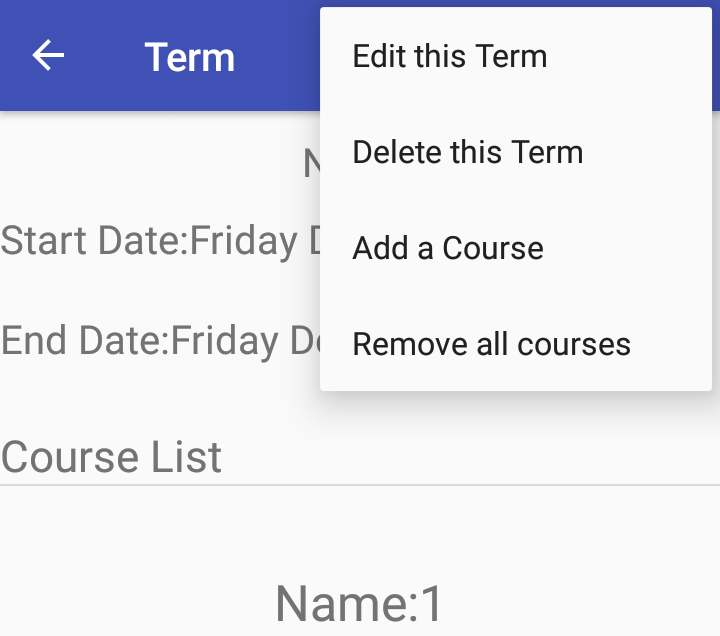 Term
Edit this Term
Delete this Term
Add a Course
Remove all courses
Start Date:Friday
End Date:Friday
Course List
Name:1